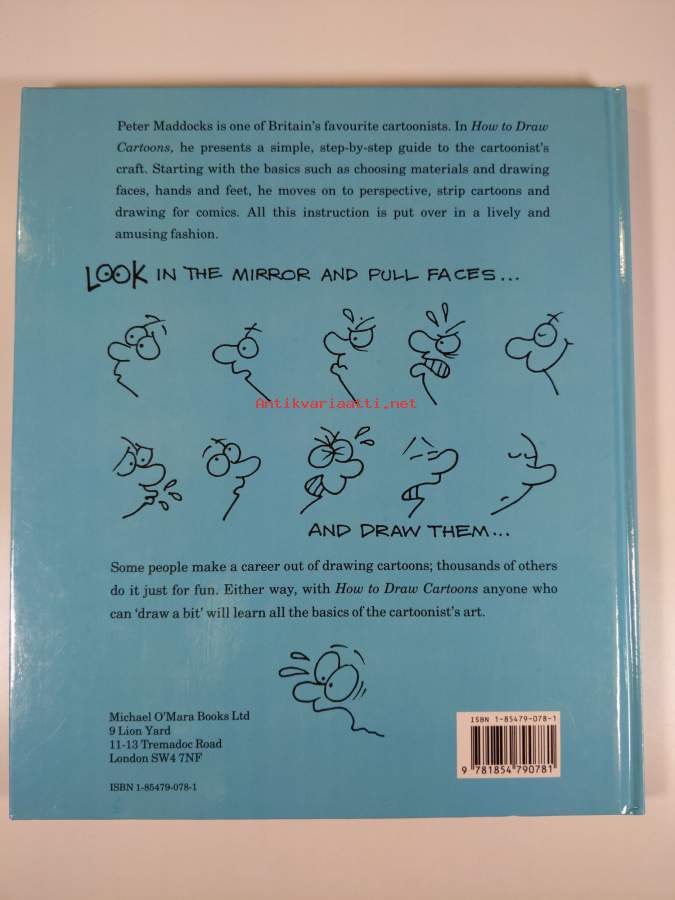 Peter Maddocks is one of Britain's favourite cartoonists. In How to Draw
Cartoons, he presents a simple, step-by-step guide to the cartoonist's
craft. Starting with the basics such as choosing materials and drawing
faces, hands and feet, he moves on to perspective, strip cartoons and
drawing for comics. All this instruction is put over in a lively and
amusing fashion.
LOOK IN THE MIRROR AND PULL FACES...
Antikvariaatti.net
AND DRAW THEM...
Some people make a career out of drawing cartoons; thousands of others
do it just for fun. Either way, with How to Draw Cartoons anyone who
can 'draw a bit' will learn all the basics of the cartoonist's art.
Michael O'Mara Books Ltd
9 Lion Yard
11-13 Tremadoc Road
London SW4 7NF
ISBN 1-85479-078-1
ISBN 1-85479-078-1
9 781854 790781